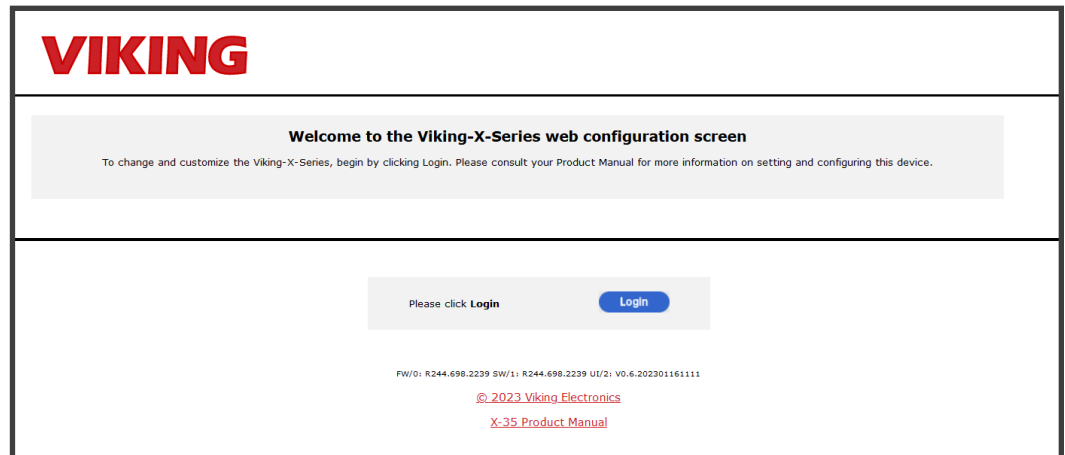 VIKING
Welcome to the Viking-X-Series web configuration screen
To change and customize the Viking-X-Series, begin by clicking Login. Please consult your Product Manual for more information on setting and configuring this device.
Please click Login
Login
FW/0: R244.698.2239 SW/1: R244.698.2239 UI/2: V0.6.202301161111
© 2023 Viking Electronics
X-35 Product Manual